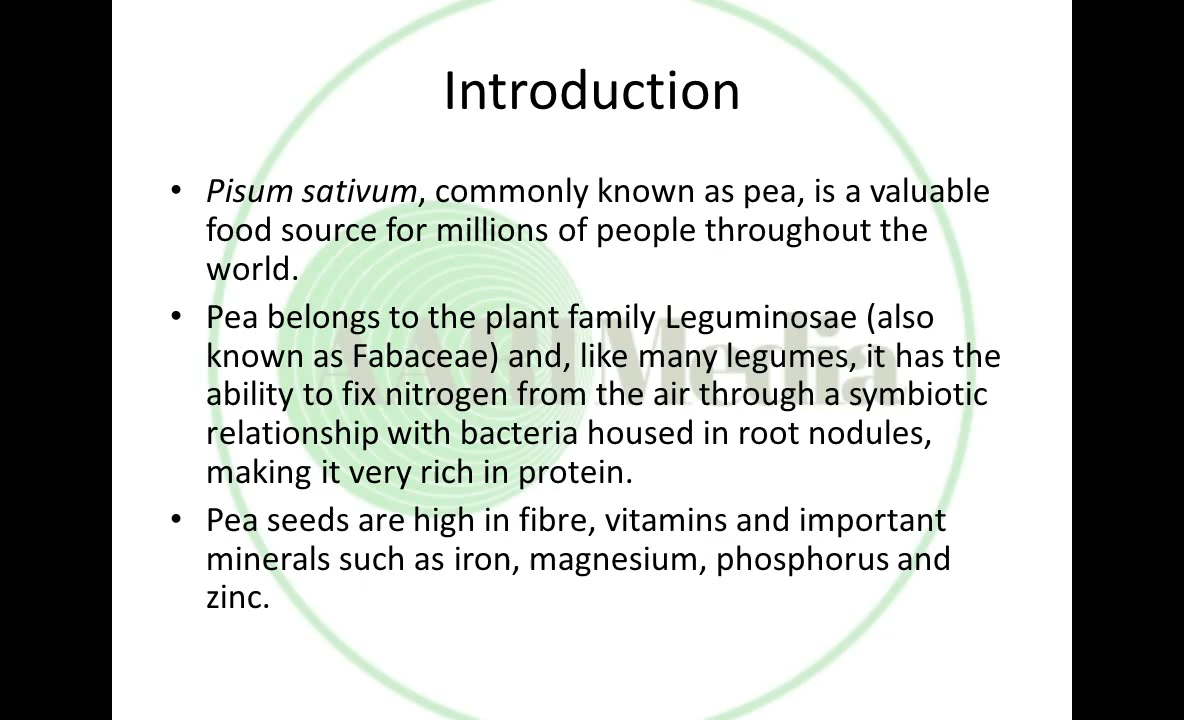 Introduction
• Pisum sativum, commonly known as pea, is a valuable
food source for millions of people throughout the
world.
• Pea belongs to the plant family Leguminosae (also
known as Fabaceae) and, like many legumes, it has the
ability to fix nitrogen from the air through a symbiotic
relationship with bacteria housed in root nodules,
making it very rich in protein.
• Pea seeds are high in fibre, vitamins and important
minerals such as iron, magnesium, phosphorus and
zinc.
Media